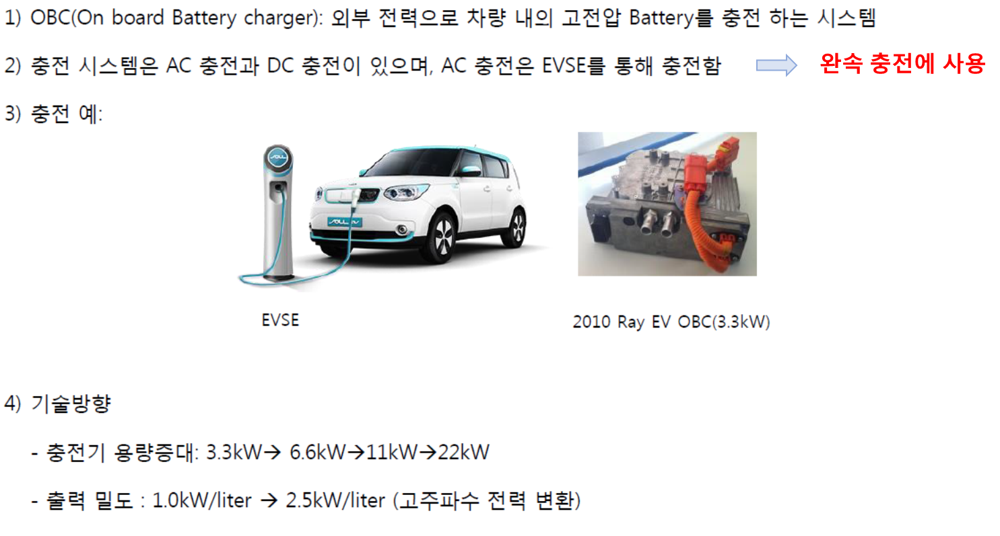 1) OBC(On board Battery charger): 외부 전력으로 차량 내의 고전압 Battery를 충전 하는 시스템
2) 충전 시스템은 AC 충전과 DC 충전이 있으며, AC 충전은 EVSE를 통해 충전함
완속 충전에 사용
3) 충전 예:
SOUL
SOUL EV
EVSE
2010 Ray EV OBC(3.3kW)
4) 기술방향
- 충전기 용량증대: 3.3kW→ 6.6kW→11kW→22kW
- 출력 밀도 : 1.0kW/liter → 2.5kW/liter (고주파수 전력 변환)